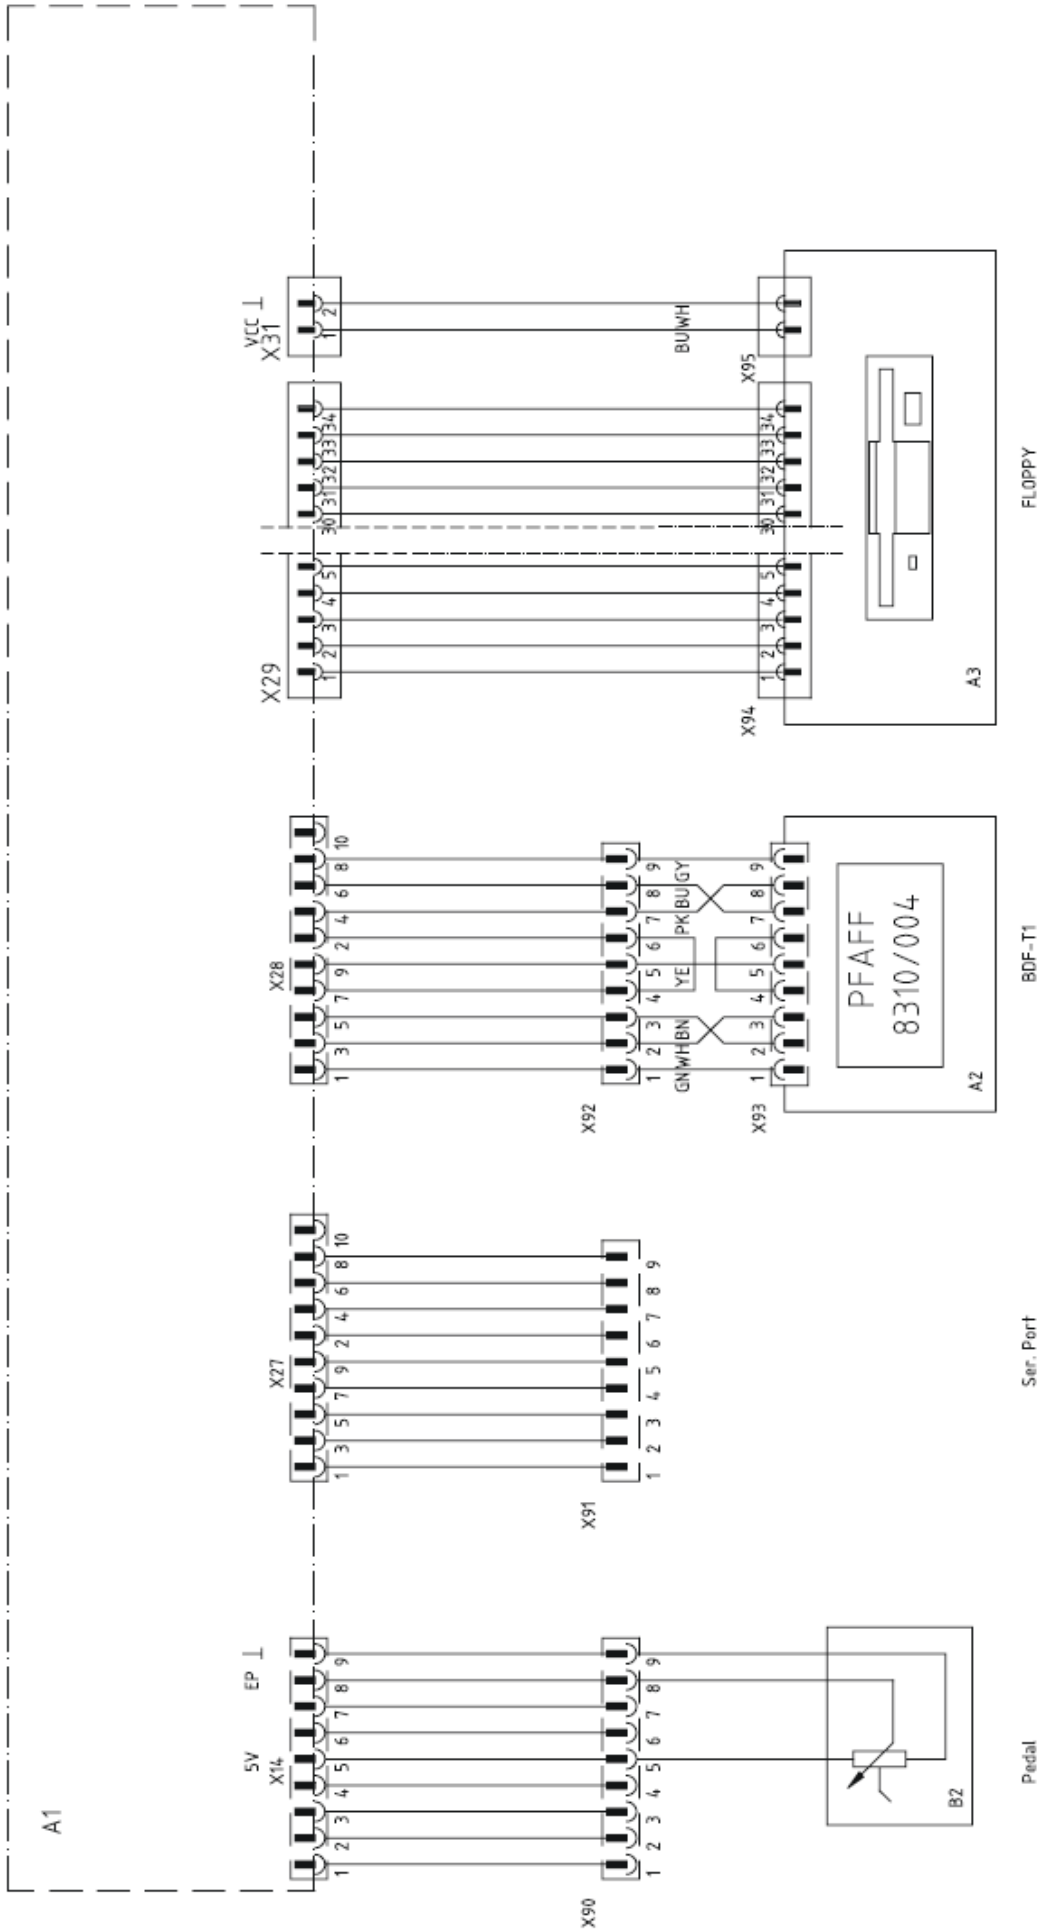 A1
5V EP ⊥ VCC ⊥
X14 X27 X28 X29 X31
1 2 3 4 5 6 7 8 9 1 3 5 7 9 2 4 6 8 10 1 3 5 7 9 2 4 6 8 10 1 2 3 4 5 30 31 32 33 34 1 2
X90 X91 X92
1 2 3 4 5 6 7 8 9 1 2 3 4 5 6 7 8 9 1 2 3 4 5 6 7 8 9
GN WH BN YE PK BU GY BU WH
X93 X94 X95
1 2 3 4 5 6 7 8 9 1 2 3 4 5 30 31 32 33 34
PFAFF
8310/004
B2 A2 A3
Pedal Ser. Port BDF-T1 FLOPPY